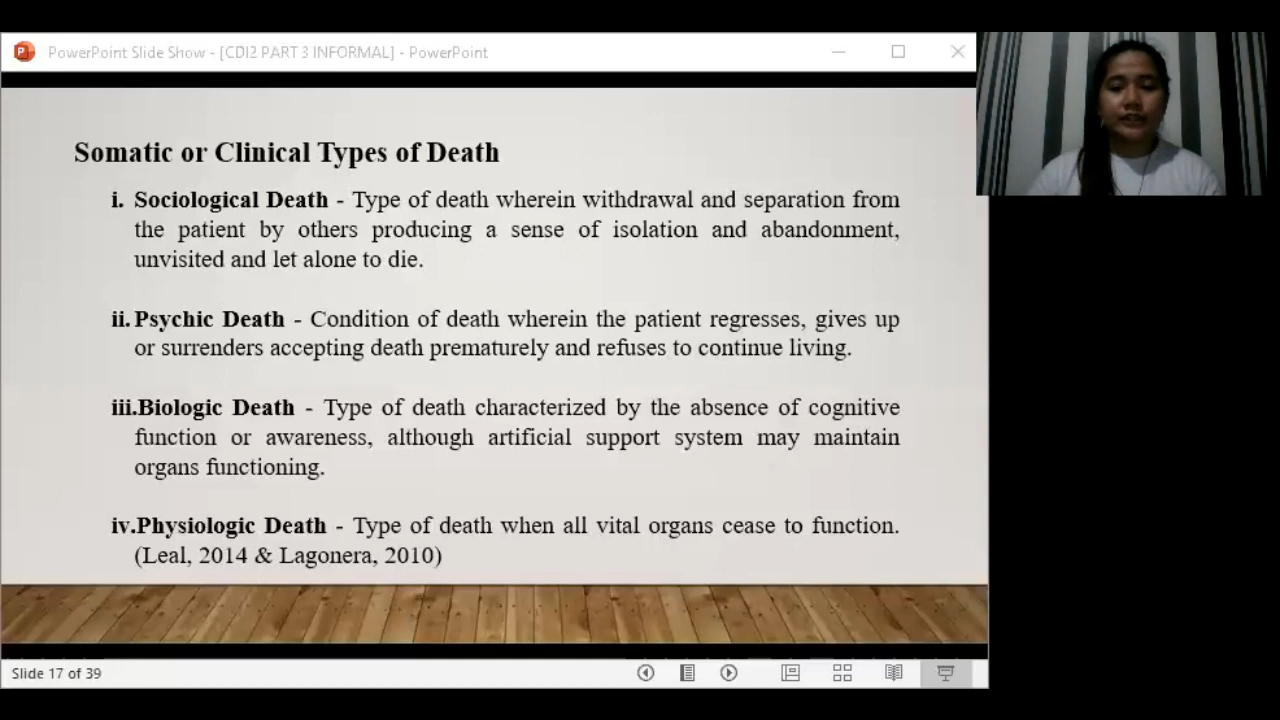 PowerPoint Slide Show - [CDI2 PART 3 INFORMAL] - PowerPoint
Somatic or Clinical Types of Death
i. Sociological Death - Type of death wherein withdrawal and separation from
the patient by others producing a sense of isolation and abandonment,
unvisited and let alone to die.
ii. Psychic Death - Condition of death wherein the patient regresses, gives up
or surrenders accepting death prematurely and refuses to continue living.
iii.Biologic Death - Type of death characterized by the absence of cognitive
function or awareness, although artificial support system may maintain
organs functioning.
iv.Physiologic Death - Type of death when all vital organs cease to function.
(Leal, 2014 & Lagonera, 2010)
Slide 17 of 39